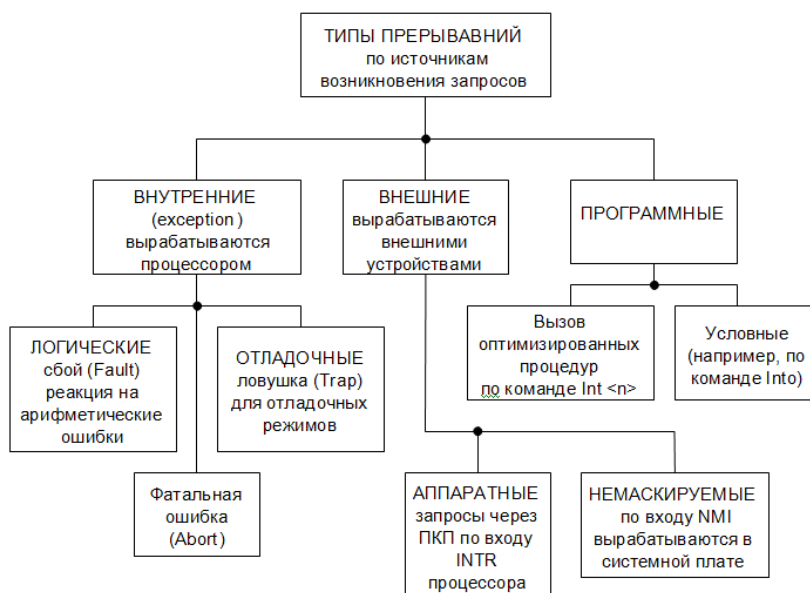 ТИПЫ ПРЕРЫВАВНИЙ
по источникам
возникновения запросов
ВНУТРЕННИЕ
(exception )
вырабатываются
процессором
ВНЕШНИЕ
вырабатываются
внешними
устройствами
ПРОГРАММНЫЕ
ЛОГИЧЕСКИЕ
сбой (Fault)
реакция на
арифметические
ошибки
ОТЛАДОЧНЫЕ
ловушка (Trap)
для отладочных
режимов
Вызов
оптимизированных
процедур
по команде Int <n>
Условные
(например, по
команде Into)
Фатальная
ошибка
(Abort)
АППАРАТНЫЕ
запросы через
ПКП по входу
INTR
процессора
НЕМАСКИРУЕМЫЕ
по входу NMI
вырабатываются в
системной плате